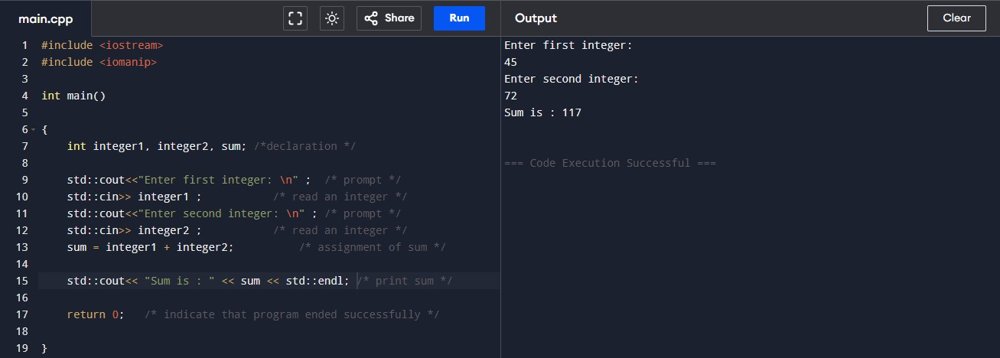 main.cpp
Share
Run
Output
Clear
1 #include <iostream>
2 #include <iomanip>
3
4 int main()
5
6 {
7     int integer1, integer2, sum; /*declaration */
8
9     std::cout<<"Enter first integer: \n" ;  /* prompt */
10     std::cin>> integer1 ;           /* read an integer */
11     std::cout<<"Enter second integer: \n" ; /* prompt */
12     std::cin>> integer2 ;           /* read an integer */
13     sum = integer1 + integer2;          /* assignment of sum */
14
15     std::cout<< "Sum is : " << sum << std::endl; /* print sum */
16
17     return 0;   /* indicate that program ended successfully */
18
19 }
Enter first integer:
45
Enter second integer:
72
Sum is : 117
=== Code Execution Successful ===